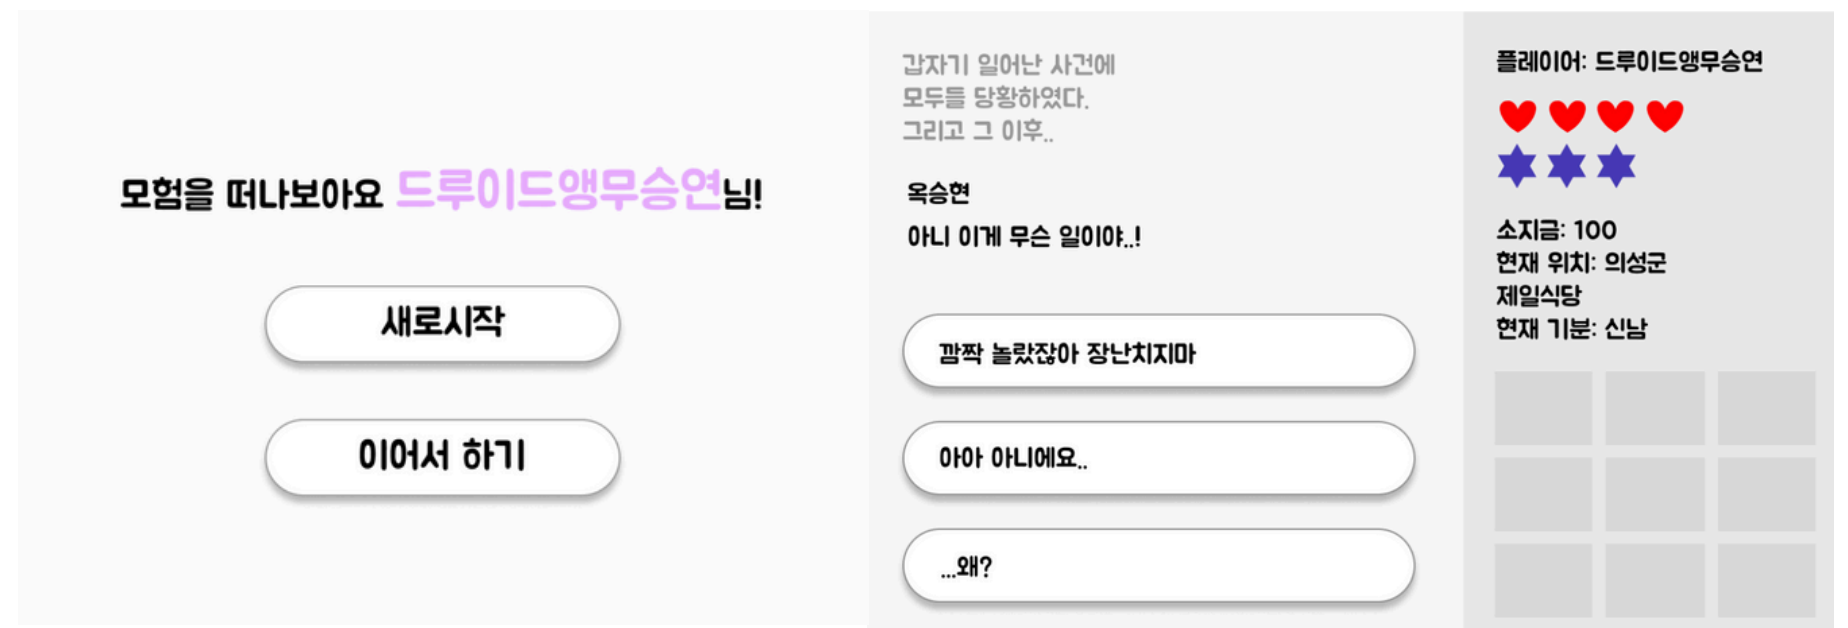 모험을 떠나보아요 드루이드앵무승연님!
새로시작
이어서 하기
갑자기 일어난 사건에
모두들 당황하였다.
그리고 그 이후..
옥승현
아니 이게 무슨 일이야..!
깜짝 놀랐잖아 장난치지마
아아 아니에요..
...왜?
플레이어: 드루이드앵무승연
소지금: 100
현재 위치: 의성군
제일식당
현재 기분: 신남